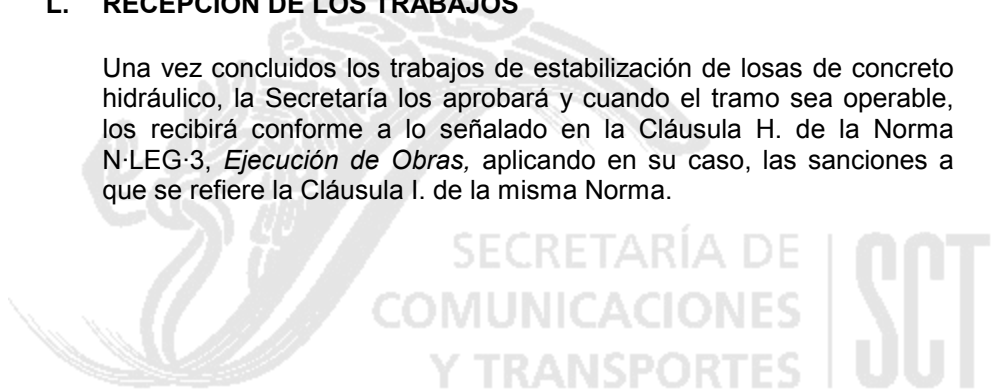 L. RECEPCIÓN DE LOS TRABAJOS
Una vez concluidos los trabajos de estabilización de losas de concreto
hidráulico, la Secretaría los aprobará y cuando el tramo sea operable,
los recibirá conforme a lo señalado en la Cláusula H. de la Norma
N·LEG·3, Ejecución de Obras, aplicando en su caso, las sanciones a
que se refiere la Cláusula I. de la misma Norma.
SECRETARÍA DE
COMUNICACIONES
Y TRANSPORTES
SCT